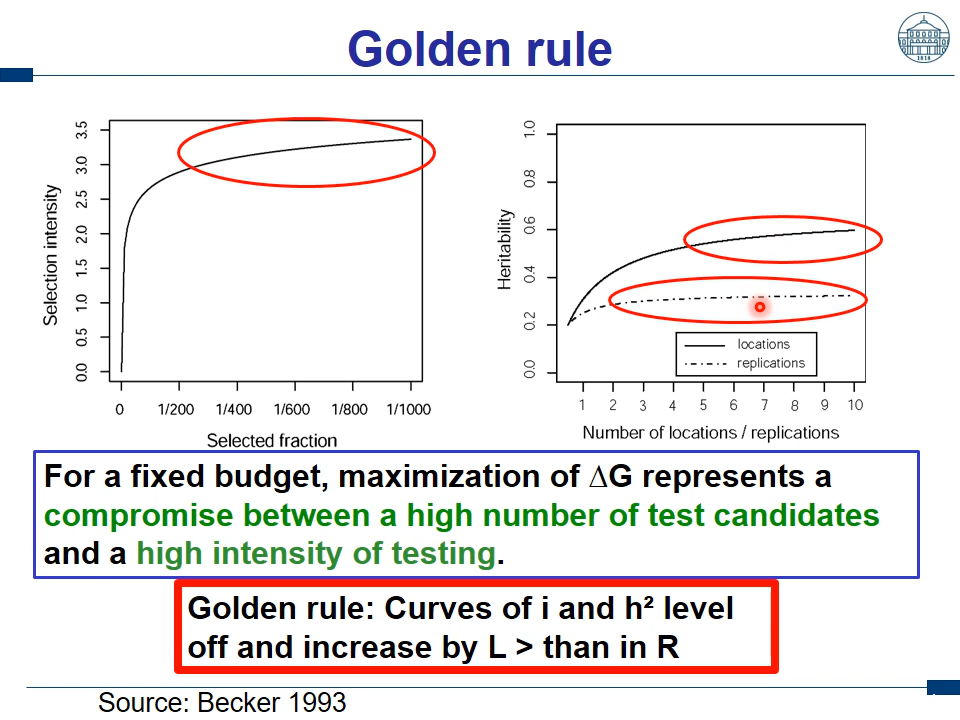 Golden rule
1818
3.5
3.0
2.5
2.0
1.5
1.0
0.5
0.0
Selection intensity
0 1/200 1/400 1/600 1/800 1/1000
Selected fraction
1.0
0.8
0.6
0.4
0.2
0.0
Heritability
locations
replications
1 2 3 4 5 6 7 8 9 10
Number of locations / replications
For a fixed budget, maximization of ∆G represents a
compromise between a high number of test candidates
and a high intensity of testing.
Golden rule: Curves of i and h² level
off and increase by L > than in R
Source: Becker 1993